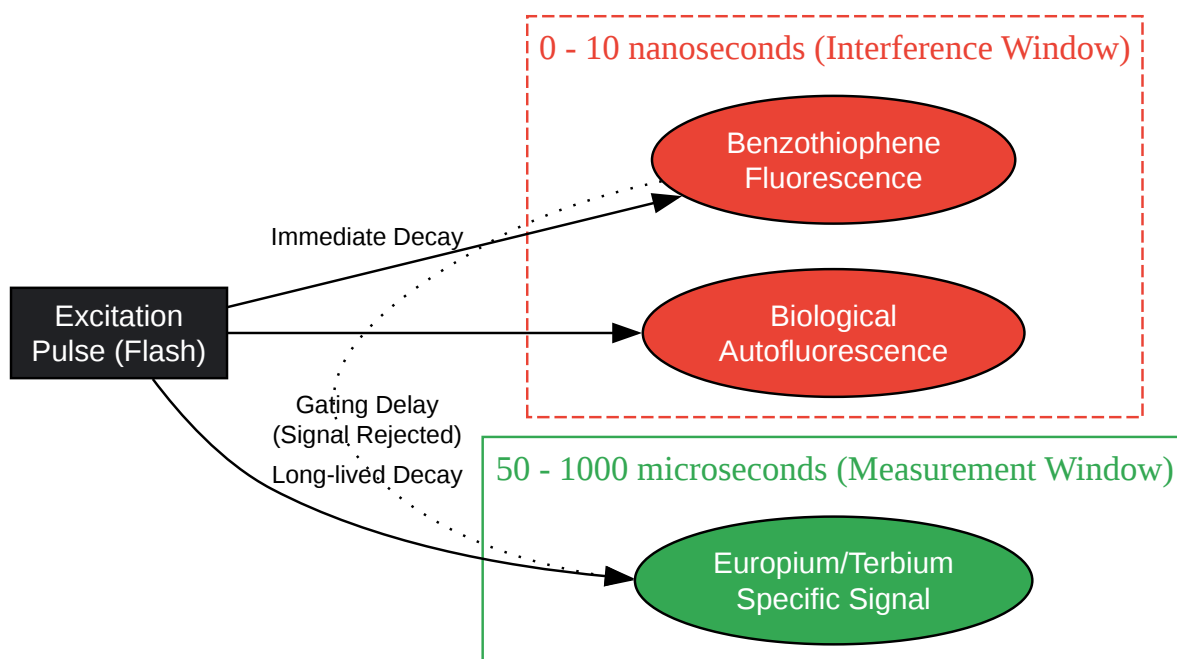 0 - 10 nanoseconds (Interference Window)
Benzothiophene
Fluorescence
Immediate Decay
Excitation
Pulse (Flash)
Biological
Autofluorescence
Gating Delay
(Signal Rejected)
Long-lived Decay
50 - 1000 microseconds (Measurement Window)
Europium/Terbium
Specific Signal